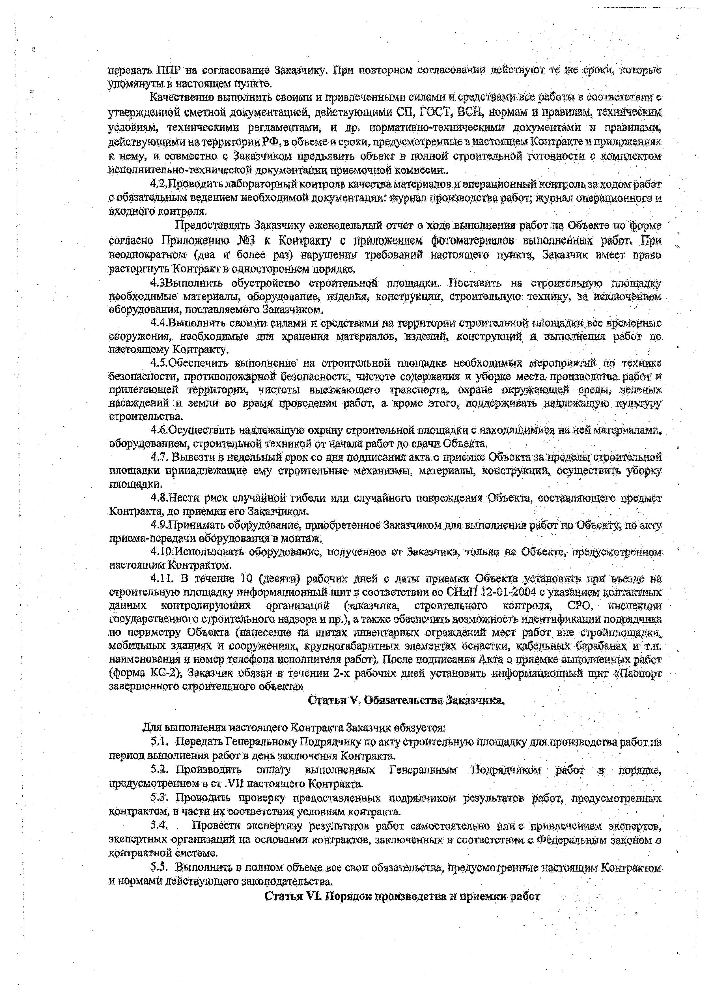 передать ППР на согласование Заказчику. При повторном согласовании действуют те же сроки, которые
упомянуты в настоящем пункте.
Качественно выполнить своими и привлеченными силами и средствами все работы в соответствии с
утвержденной сметной документацией, действующими СП, ГОСТ, ВСН, нормам и правилам, техническим
условиям, техническими регламентами, и др. нормативно-техническими документами и правилами,
действующими на территории РФ, в объеме и сроки, предусмотренные в настоящем Контракте и приложениях
к нему, и совместно с Заказчиком предъявить объект в полной строительной готовности с комплектом
исполнительно-технической документации приемочной комиссии..
4.2.Проводить лабораторный контроль качества материалов и операционный контроль за ходом работ
с обязательным ведением необходимой документации: журнал производства работ; журнал операционного и
входного контроля.
Предоставлять Заказчику еженедельный отчет о ходе выполнения работ на Объекте по форме
согласно Приложению №3 к Контракту с приложением фотоматериалов выполненных работ. При
неоднократном (два и более раз) нарушении требований настоящего пункта, Заказчик имеет право
расторгнуть Контракт в одностороннем порядке.
4.3Выполнить обустройство строительной площадки. Поставить на строительную площадку
необходимые материалы, оборудование, изделия, конструкции, строительную технику, за исключением
оборудования, поставляемого Заказчиком.
4.4.Выполнить своими силами и средствами на территории строительной площадки все временные
сооружения, необходимые для хранения материалов, изделий, конструкций и выполнения работ по
настоящему Контракту.
4.5.Обеспечить выполнение на строительной площадке необходимых мероприятий по технике
безопасности, противопожарной безопасности, чистоте содержания и уборке места производства работ и
прилегающей территории, чистоты выезжающего транспорта, охране окружающей среды, зеленых
насаждений и земли во время проведения работ, а кроме этого, поддерживать надлежащую культуру
строительства.
4.6.Осуществить надлежащую охрану строительной площадки с находящимися на ней материалами,
оборудованием, строительной техникой от начала работ до сдачи Объекта.
4.7. Вывезти в недельный срок со дня подписания акта о приемке Объекта за пределы строительной
площадки принадлежащие ему строительные механизмы, материалы, конструкции, осуществить уборку
площадки.
4.8.Нести риск случайной гибели или случайного повреждения Объекта, составляющего предмет
Контракта, до приемки его Заказчиком.
4.9.Принимать оборудование, приобретенное Заказчиком для выполнения работ по Объекту, по акту
приема-передачи оборудования в монтаж.
4.10.Использовать оборудование, полученное от Заказчика, только на Объекте, предусмотренном
настоящим Контрактом.
4.11. В течение 10 (десяти) рабочих дней с даты приемки Объекта установить при въезде на
строительную площадку информационный щит в соответствии со СНиП 12-01-2004 с указанием контактных
данных контролирующих организаций (заказчика, строительного контроля, СРО, инспекции
государственного строительного надзора и пр.), а также обеспечить возможность идентификации подрядчика
по периметру Объекта (нанесение на щитах инвентарных ограждений мест работ вне стройплощадки,
мобильных зданиях и сооружениях, крупногабаритных элементах оснастки, кабельных барабанах и т.п.
наименования и номер телефона исполнителя работ). После подписания Акта о приемке выполненных работ
(форма КС-2), Заказчик обязан в течении 2-х рабочих дней установить информационный щит «Паспорт
завершенного строительного объекта»
Статья V. Обязательства Заказчика.
Для выполнения настоящего Контракта Заказчик обязуется:
5.1. Передать Генеральному Подрядчику по акту строительную площадку для производства работ на
период выполнения работ в день заключения Контракта.
5.2. Производить оплату выполненных Генеральным Подрядчиком работ в порядке,
предусмотренном в ст .VII настоящего Контракта.
5.3. Проводить проверку предоставленных подрядчиком результатов работ, предусмотренных
контрактом, в части их соответствия условиям контракта.
5.4. Провести экспертизу результатов работ самостоятельно или с привлечением экспертов,
экспертных организаций на основании контрактов, заключенных в соответствии с Федеральным законом о
контрактной системе.
5.5. Выполнить в полном объеме все свои обязательства, предусмотренные настоящим Контрактом
и нормами действующего законодательства.
Статья VI. Порядок производства и приемки работ